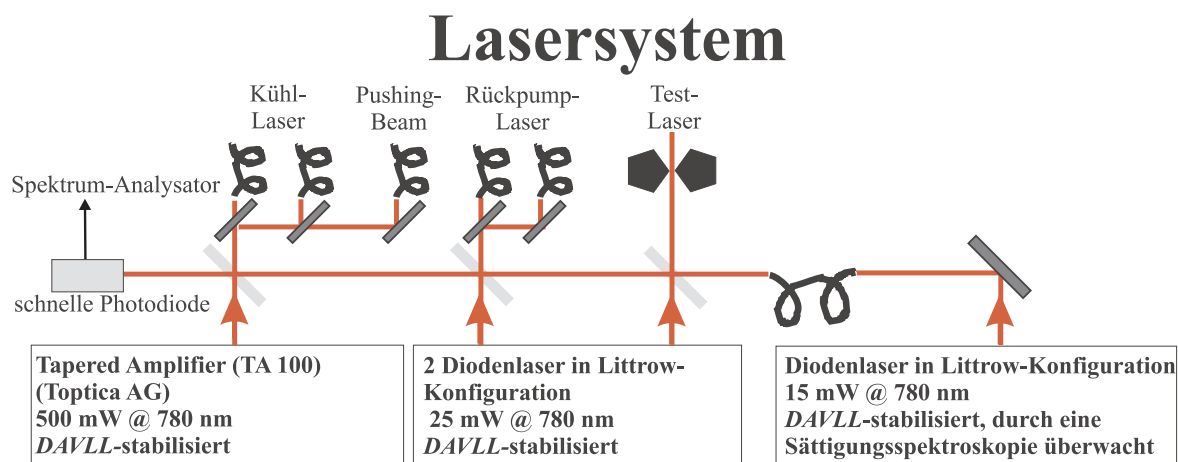 Lasersystem
Kühl-
Laser
Pushing-
Beam
Rückpump-
Laser
Test-
Laser
Spektrum-Analysator
schnelle Photodiode
Tapered Amplifier (TA 100)
(Toptica AG)
500 mW @ 780 nm
DAVLL-stabilisiert
2 Diodenlaser in Littrow-
Konfiguration
25 mW @ 780 nm
DAVLL-stabilisiert
Diodenlaser in Littrow-Konfiguration
15 mW @ 780 nm
DAVLL-stabilisiert, durch eine
Sättigungsspektroskopie überwacht